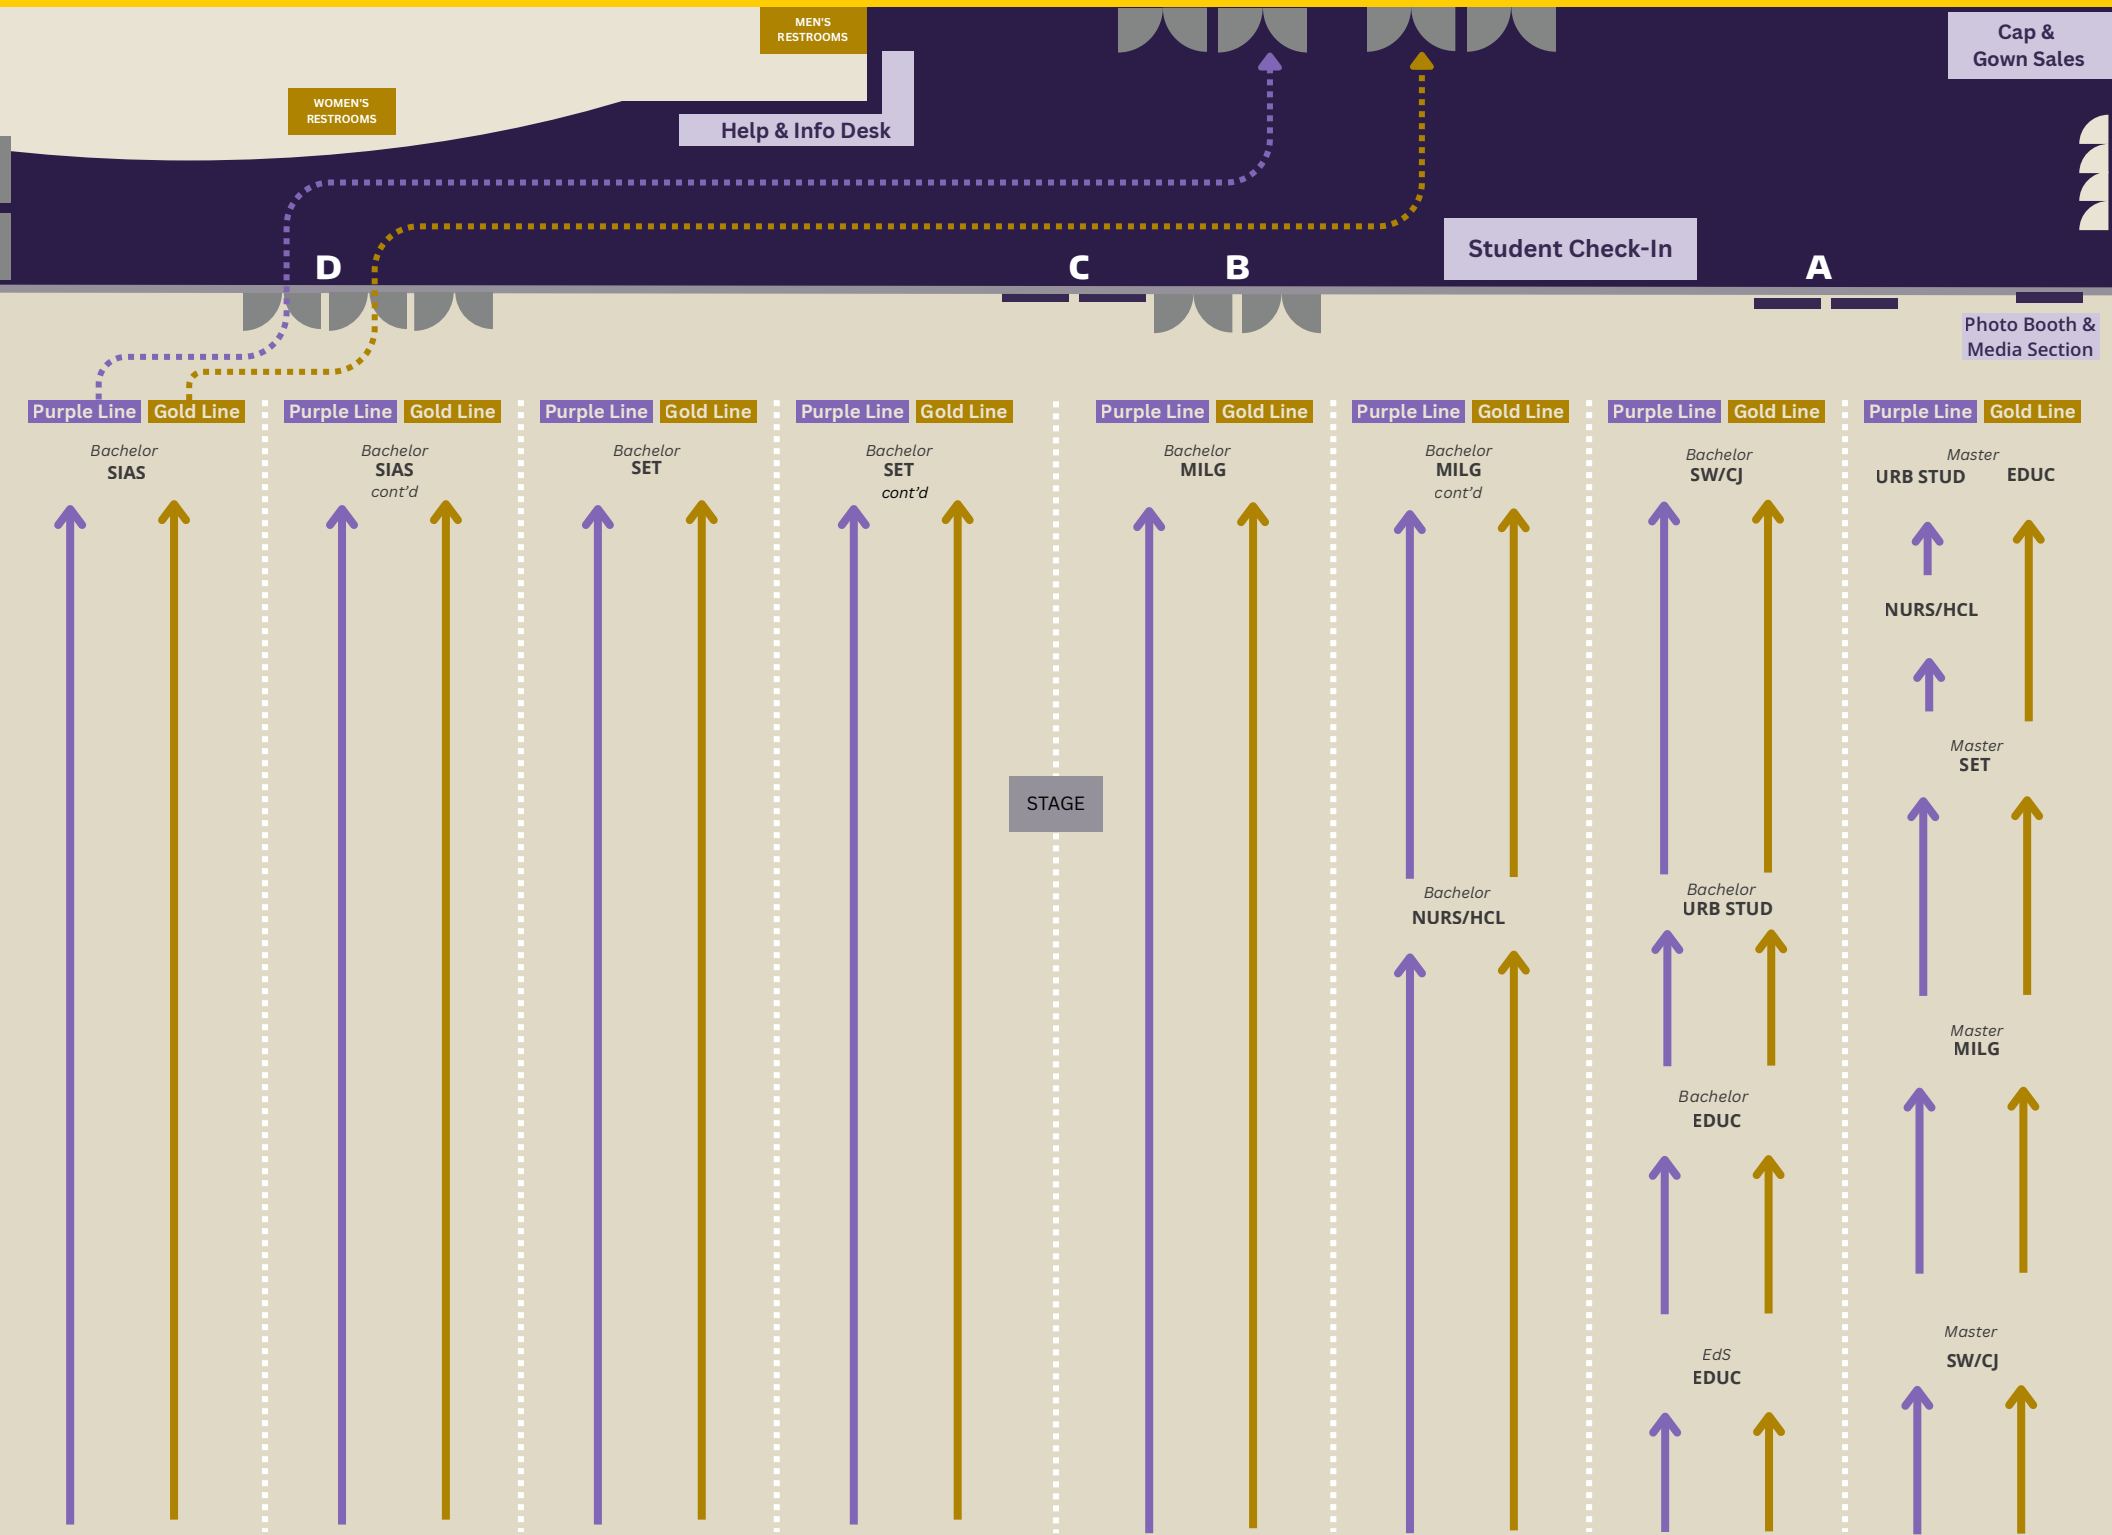 MEN'S
RESTROOMS
Cap &
Gown Sales
WOMEN'S
RESTROOMS
Help & Info Desk
Student Check-In
D
C
B
A
Photo Booth &
Media Section
Purple Line Gold Line
Purple Line Gold Line
Purple Line Gold Line
Purple Line Gold Line
Purple Line Gold Line
Purple Line Gold Line
Purple Line Gold Line
Purple Line Gold Line
Bachelor
SIAS
Bachelor
SIAS
cont’d
Bachelor
SET
Bachelor
SET
cont’d
Bachelor
MILG
Bachelor
MILG
cont’d
Bachelor
SW/CJ
Master
URB STUD EDUC
NURS/HCL
Master
SET
STAGE
Bachelor
NURS/HCL
Bachelor
URB STUD
Master
MILG
Bachelor
EDUC
EdS
EDUC
Master
SW/CJ